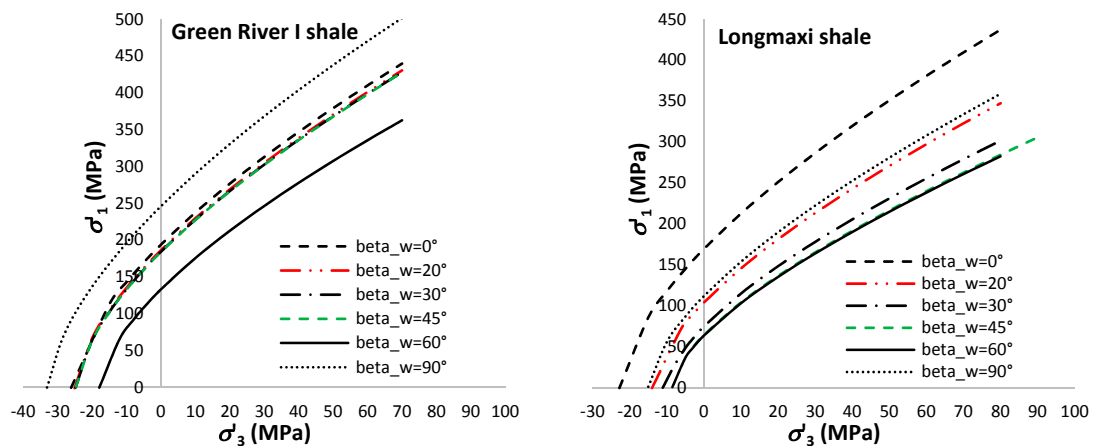 Green River I shale
500
450
400
350
300
250
200
150
100
50
0
-40 -30 -20 -10 0 10 20 30 40 50 60 70 80 90 100
σ'1 (MPa)
σ'3 (MPa)
beta_w=0°
beta_w=20°
beta_w=30°
beta_w=45°
beta_w=60°
beta_w=90°
Longmaxi shale
450
400
350
300
250
200
150
100
50
0
-30 -20 -10 0 10 20 30 40 50 60 70 80 90 100
σ'1 (MPa)
σ'3 (MPa)
beta_w=0°
beta_w=20°
beta_w=30°
beta_w=45°
beta_w=60°
beta_w=90°